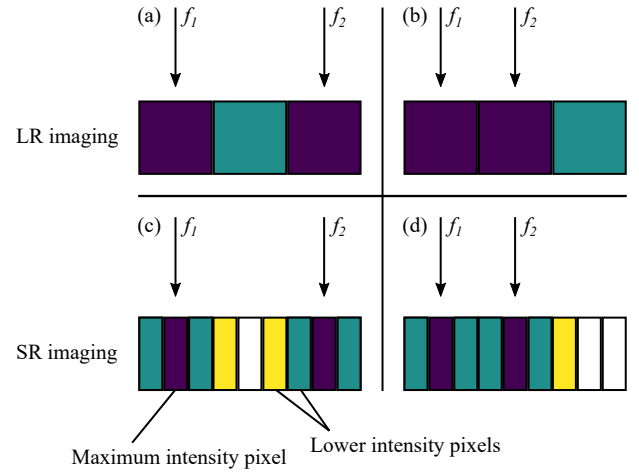 (a) f1 f2 (b) f1 f2
LR imaging
(c) f1 f2 (d) f1 f2
SR imaging
Maximum intensity pixel
Lower intensity pixels